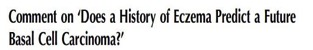 Comment on ‘Does a History of Eczema Predict a Future
Basal Cell Carcinoma?’